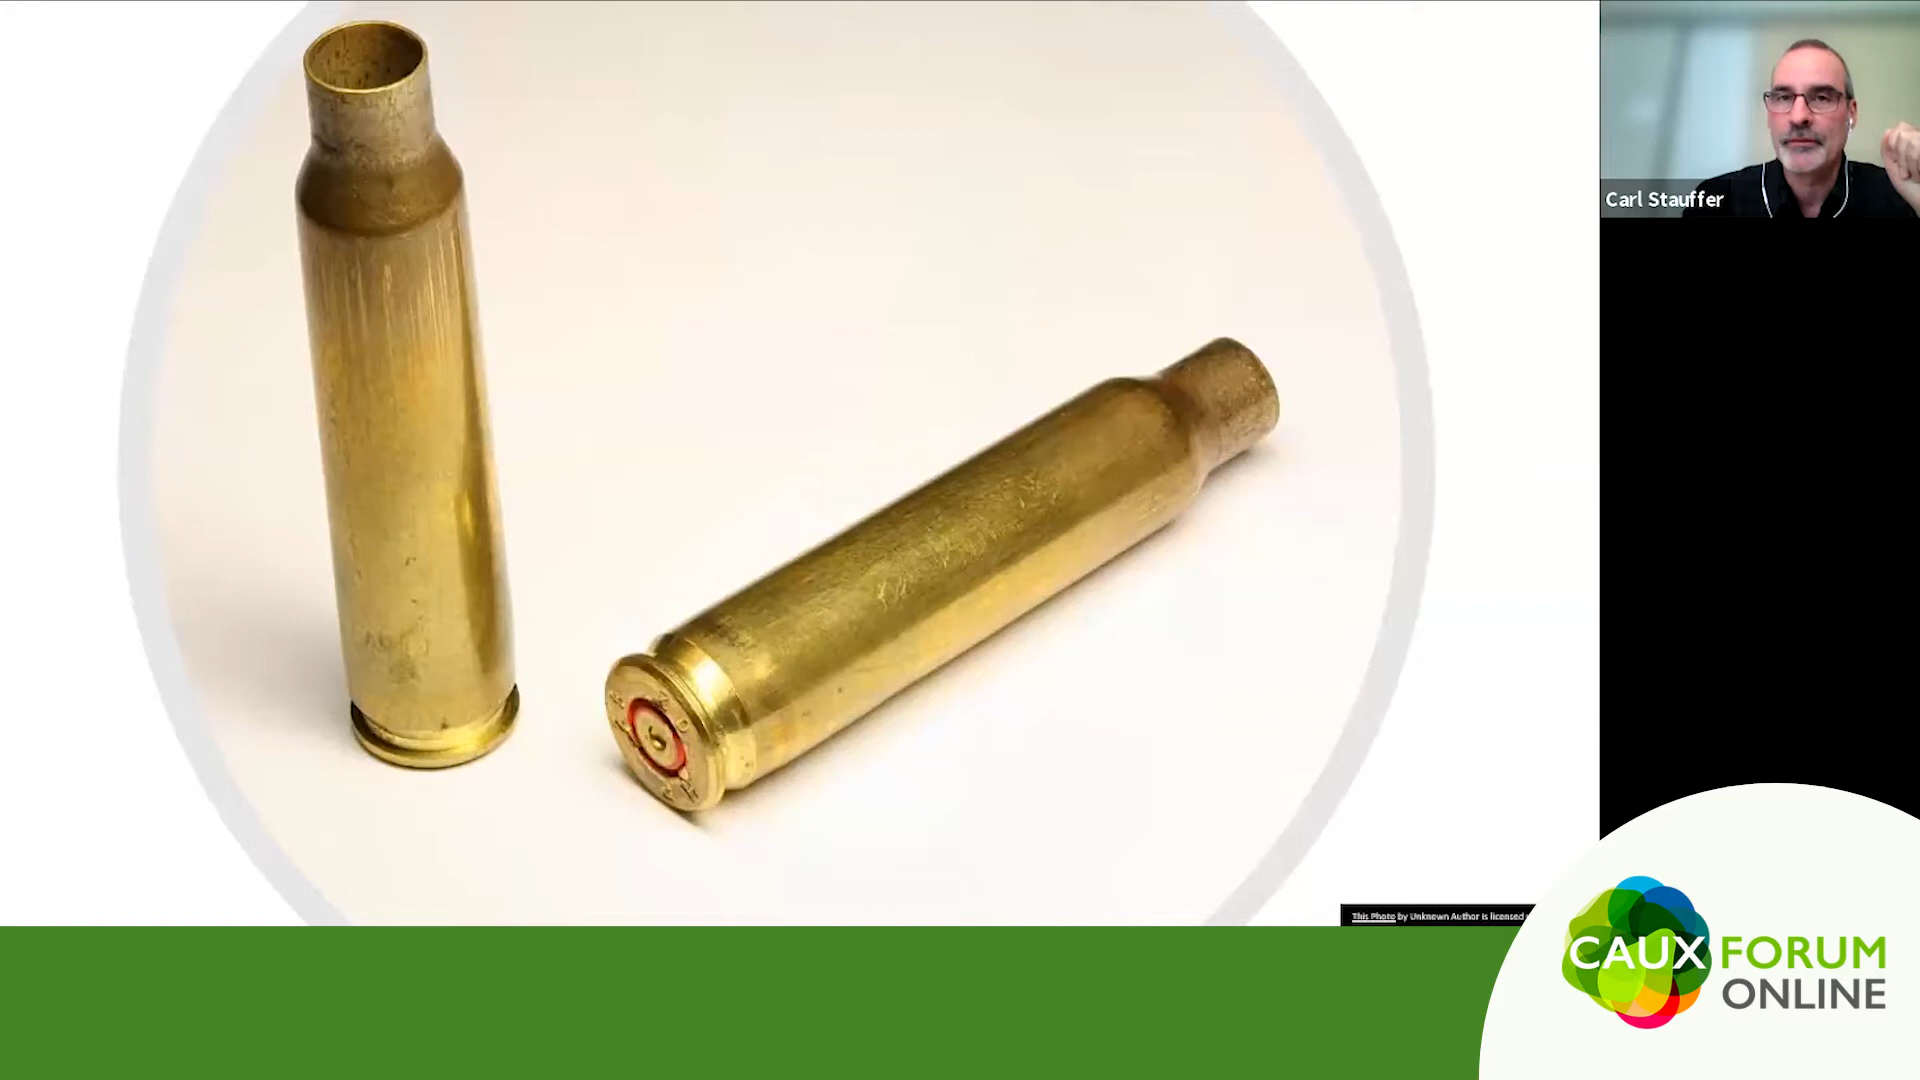 Carl Stauffer
This Photo by Unknown Author is licensed
CAUX FORUM
ONLINE